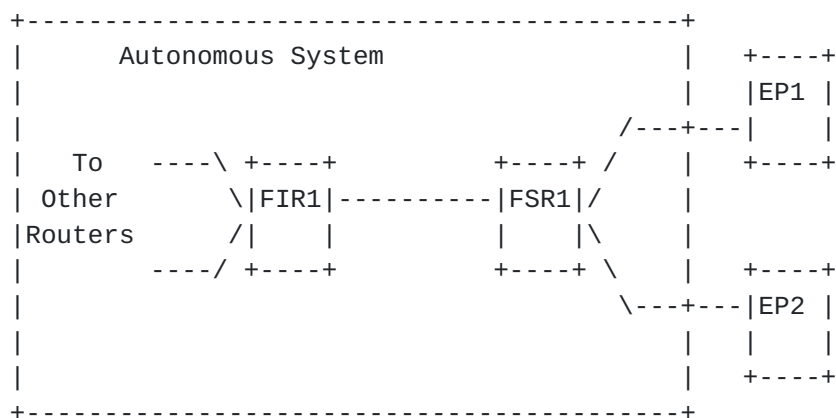 Autonomous System
EP1
To
Other FIR1 FSR1
Routers
EP2